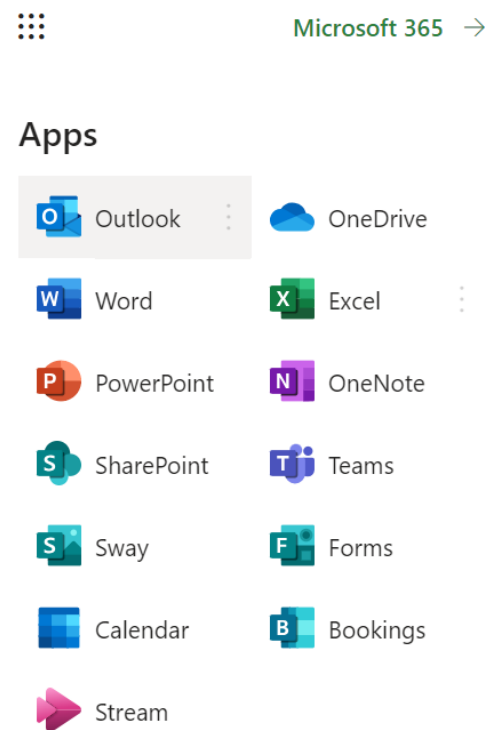 Microsoft 365 →
Apps
O Outlook
OneDrive
W Word
X Excel
P PowerPoint
N OneNote
S SharePoint
T Teams
S Sway
F Forms
Calendar
B Bookings
Stream